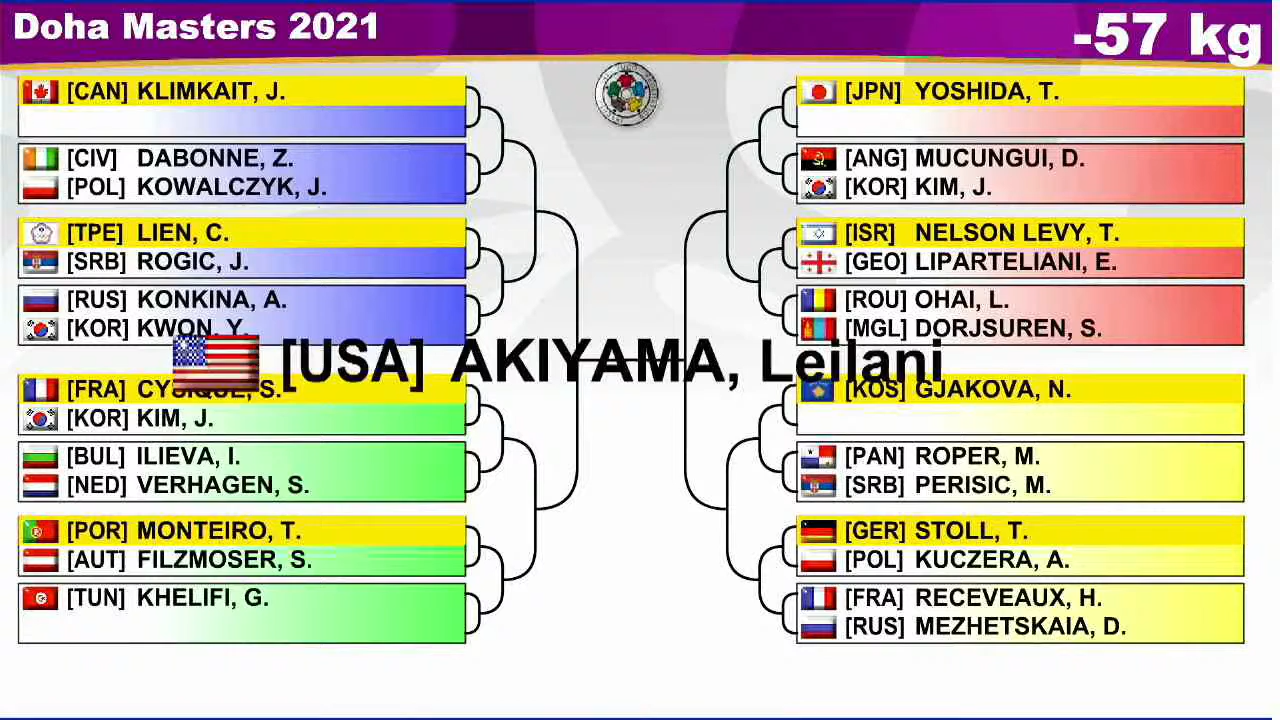 Doha Masters 2021
-57 kg
[CAN] KLIMKAIT, J.
[CIV] DABONNE, Z.
[POL] KOWALCZYK, J.
[TPE] LIEN, C.
[SRB] ROGIC, J.
[RUS] KONKINA, A.
[KOR] KWON, Y.
[USA] AKIYAMA, Leilani
[FRA] CYSIQUE, S.
[KOR] KIM, J.
[BUL] ILIEVA, I.
[NED] VERHAGEN, S.
[POR] MONTEIRO, T.
[AUT] FILZMOSER, S.
[TUN] KHELIFI, G.
[JPN] YOSHIDA, T.
[ANG] MUCUNGUI, D.
[KOR] KIM, J.
[ISR] NELSON LEVY, T.
[GEO] LIPARTELIANI, E.
[ROU] OHAI, L.
[MGL] DORJSUREN, S.
[KOS] GJAKOVA, N.
[PAN] ROPER, M.
[SRB] PERISIC, M.
[GER] STOLL, T.
[POL] KUCZERA, A.
[FRA] RECEVEAUX, H.
[RUS] MEZHETSKAIA, D.